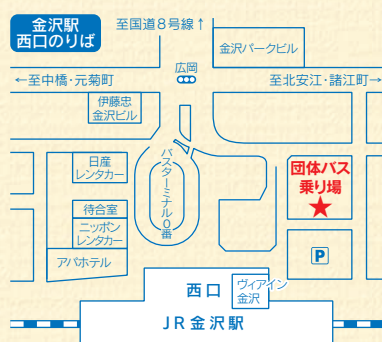 金沢駅
西口のりば
至国道8号線↑
金沢パークビル
広岡
←至中橋・元菊町
至北安江・諸江町→
伊藤忠
金沢ビル
バスターミナル0番
日産
レンタカー
団体バス
乗り場
★
待合室
ニッポン
レンタカー
アパホテル
P
西口
ヴィアイン
金沢
JR金沢駅